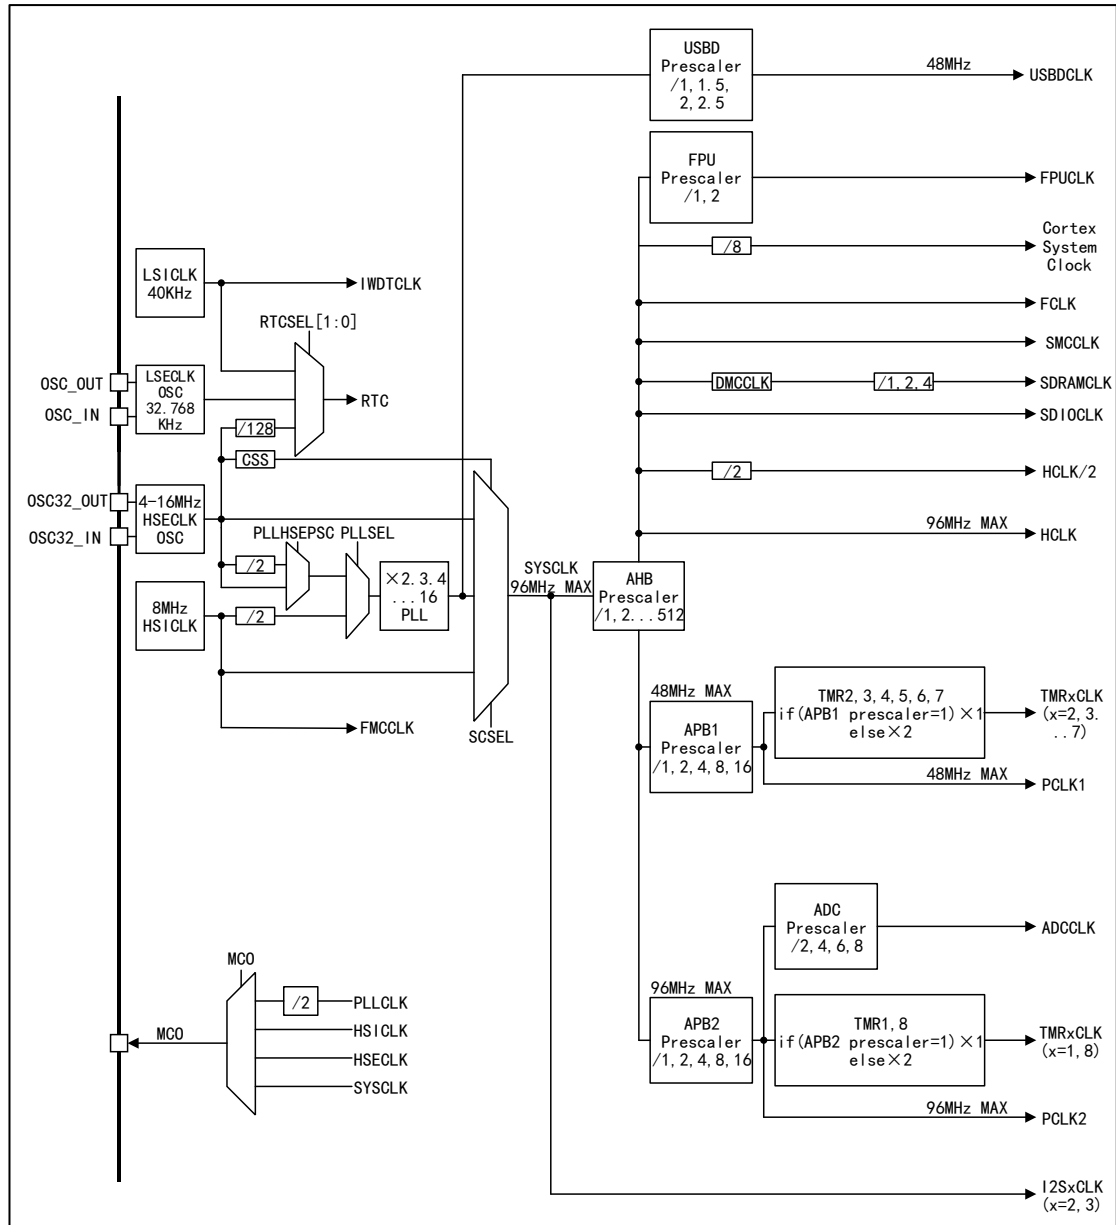 USBD
Prescaler
/1, 1.5,
2, 2.5
48MHz
USBDCLK
FPU
Prescaler
/1, 2
FPUCLK
/8
Cortex
System
Clock
LSICLK
40KHz
IWDTCLK
FCLK
RTCSEL[1:0]
SMCCLK
OSC_OUT
OSC_IN
LSECLK
OSC
32.768
KHz
RTC
DMCCLK
/1, 2, 4
SDRAMCLK
SDIOCLK
/128
CSS
/2
HCLK/2
OSC32_OUT
OSC32_IN
4-16MHz
HSECLK
OSC
96MHz MAX
HCLK
PLLHSEPSC
PLLSEL
/2
×2. 3. 4
. . . 16
PLL
SYSCLK
96MHz MAX
AHB
Prescaler
/1, 2...512
8MHz
HSICLK
/2
FMCCLK
SCSEL
48MHz MAX
APB1
Prescaler
/1, 2, 4, 8, 16
TMR2, 3, 4, 5, 6, 7
if(APB1 prescaler=1)×1
else×2
TMRxCLK
(x=2, 3.
..7)
48MHz MAX
PCLK1
ADC
Prescaler
/2, 4, 6, 8
ADCCLK
MCO
/2
PLLCLK
HSICLK
HSECLK
SYSCLK
MCO
96MHz MAX
APB2
Prescaler
/1, 2, 4, 8, 16
TMR1, 8
if(APB2 prescaler=1)×1
else×2
TMRxCLK
(x=1, 8)
96MHz MAX
PCLK2
I2SxCLK
(x=2, 3)